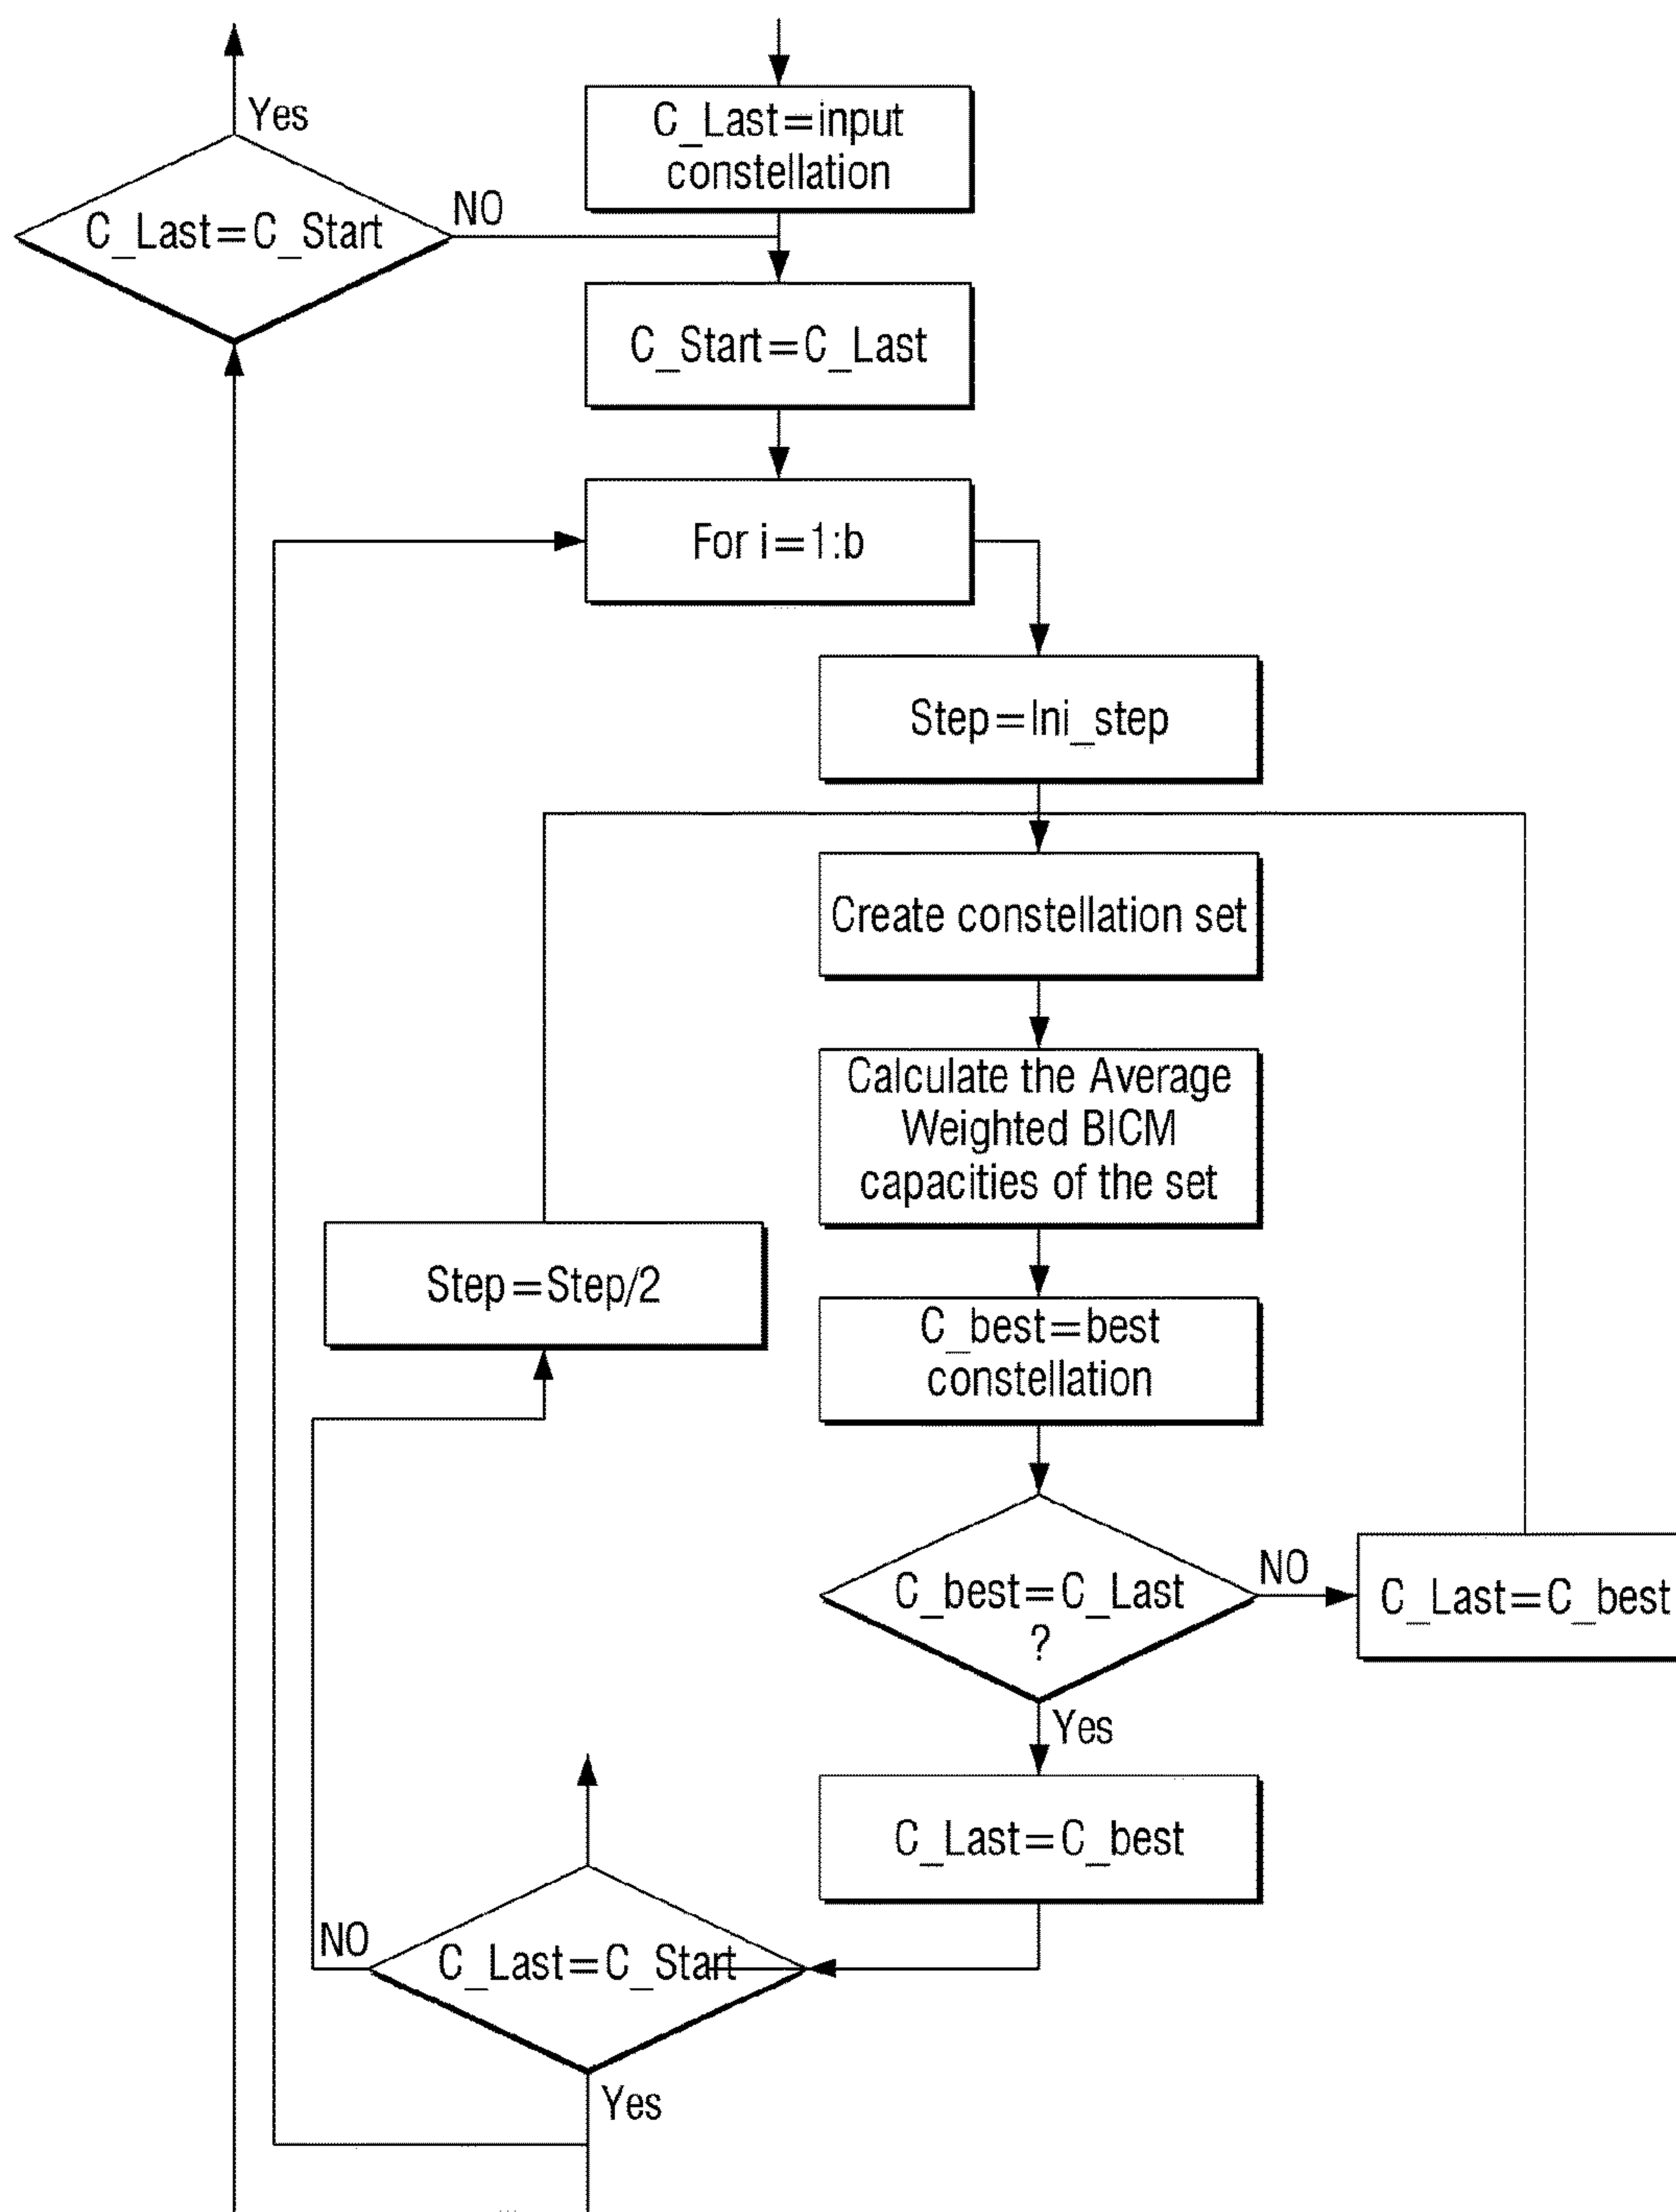 Yes
C_Last=input
constellation
C_Last=C_Start
NO
C_Start=C_Last
For i=1:b
Step=Ini_step
Create constellation set
Calculate the Average
Weighted BICM
capacities of the set
Step=Step/2
C_best=best
constellation
C_best=C_Last
?
NO
C_Last=C_best
Yes
C_Last=C_best
NO
C_Last=C_Start
Yes